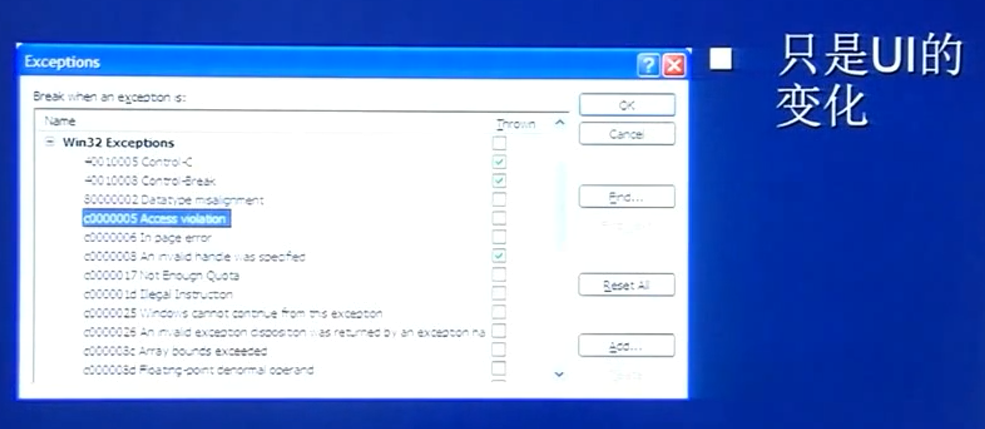 Exceptions
Break when an exception is:
Name Thrown
Win32 Exceptions
40010005 Control-C
40010008 Control-Break
80000002 Datatype misalignment
c0000005 Access violation
c0000006 In page error
c0000008 An invalid handle was specified
c0000017 Not Enough Quota
c000001d Illegal Instruction
c0000025 Windows cannot continue from this exception
c0000026 An invalid exception disposition was returned by an exception ha
c000008c Array bounds exceeded
c000008d Floating-point denormal operand
OK
Cancel
Find...
Reset All
Add...
Delete
只是UI的
变化